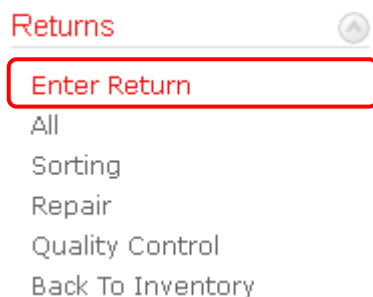 Returns
Enter Return
All
Sorting
Repair
Quality Control
Back To Inventory